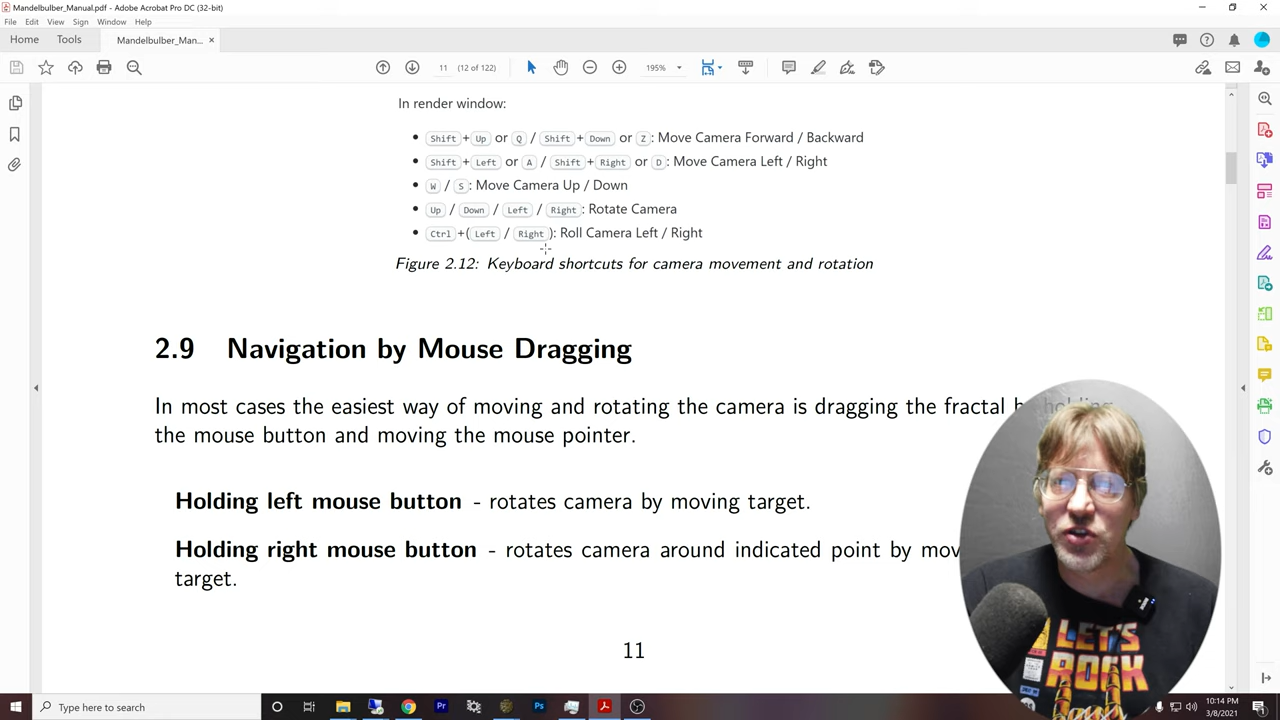 Mandelbulber_Manual.pdf - Adobe Acrobat Pro DC (32-bit)
File Edit View Sign Window Help
Home Tools Mandelbulber_Man... ×
11 (12 of 122) 195%
In render window:
• Shift+Up or Q / Shift+Down or Z: Move Camera Forward / Backward
• Shift+Left or A / Shift+Right or D: Move Camera Left / Right
• W / S: Move Camera Up / Down
• Up / Down / Left / Right: Rotate Camera
• Ctrl+(Left / Right): Roll Camera Left / Right
Figure 2.12: Keyboard shortcuts for camera movement and rotation
2.9 Navigation by Mouse Dragging
In most cases the easiest way of moving and rotating the camera is dragging the fractal by holding
the mouse button and moving the mouse pointer.
Holding left mouse button - rotates camera by moving target.
Holding right mouse button - rotates camera around indicated point by mov
target.
11
LET'S
ROCK
Type here to search
10:14 PM
3/8/2021